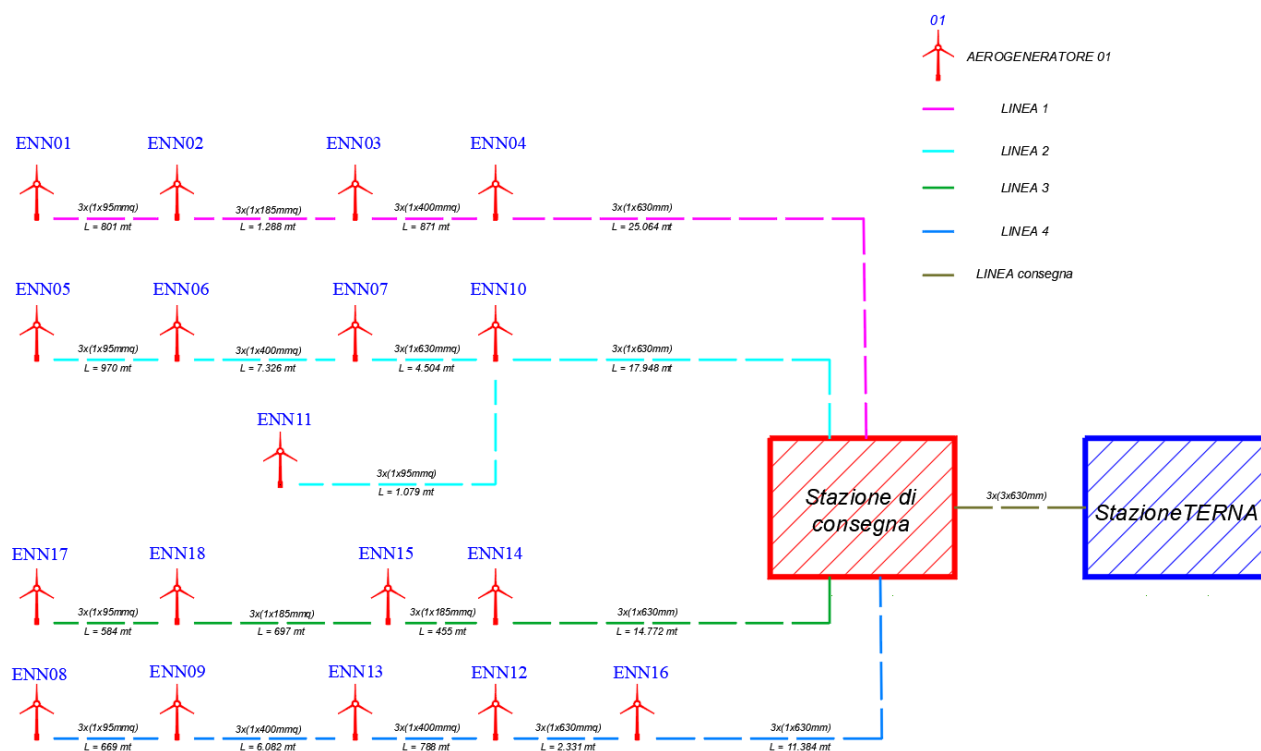 01
AEROGENERATORE 01
LINEA 1
LINEA 2
LINEA 3
LINEA 4
LINEA consegna
ENN01
ENN02
ENN03
ENN04
3x(1x95mmq)
3x(1x185mmq)
3x(1x400mmq)
3x(1x630mm)
L = 801 mt
L = 1.288 mt
L = 871 mt
L = 25.064 mt
ENN05
ENN06
ENN07
ENN10
3x(1x95mmq)
3x(1x400mmq)
3x(1x630mmq)
3x(1x630mm)
L = 970 mt
L = 7.326 mt
L = 4.504 mt
L = 17.948 mt
ENN11
3x(1x95mmq)
L = 1.079 mt
Stazione di
consegna
3x(3x630mm)
StazioneTERNA
ENN17
ENN18
ENN15
ENN14
3x(1x95mmq)
3x(1x185mmq)
3x(1x185mmq)
3x(1x630mm)
L = 584 mt
L = 697 mt
L = 455 mt
L = 14.772 mt
ENN08
ENN09
ENN13
ENN12
ENN16
3x(1x95mmq)
3x(1x400mmq)
3x(1x400mmq)
3x(1x630mmq)
3x(1x630mm)
L = 669 mt
L = 6.082 mt
L = 788 mt
L = 2.331 mt
L = 11.384 mt